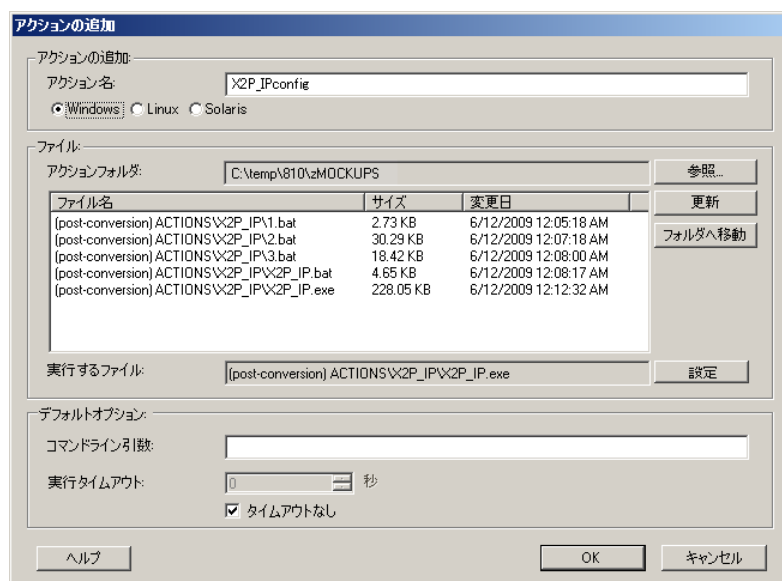 アクションの追加
アクションの追加:
アクション名: X2P_IPconfig
Windows Linux Solaris
ファイル:
アクションフォルダ: C:\temp\810\zMOCKUPS 参照...
ファイル名 サイズ 変更日 更新
(post-conversion) ACTIONS\X2P_IP\1.bat 2.73 KB 6/12/2009 12:05:18 AM
(post-conversion) ACTIONS\X2P_IP\2.bat 30.29 KB 6/12/2009 12:07:18 AM フォルダへ移動
(post-conversion) ACTIONS\X2P_IP\3.bat 18.42 KB 6/12/2009 12:08:00 AM
(post-conversion) ACTIONS\X2P_IP\X2P_IP.bat 4.65 KB 6/12/2009 12:08:17 AM
(post-conversion) ACTIONS\X2P_IP\X2P_IP.exe 228.05 KB 6/12/2009 12:12:32 AM
実行するファイル: (post-conversion) ACTIONS\X2P_IP\X2P_IP.exe 設定
デフォルトオプション:
コマンドライン引数:
実行タイムアウト: 0 秒
タイムアウトなし
ヘルプ OK キャンセル